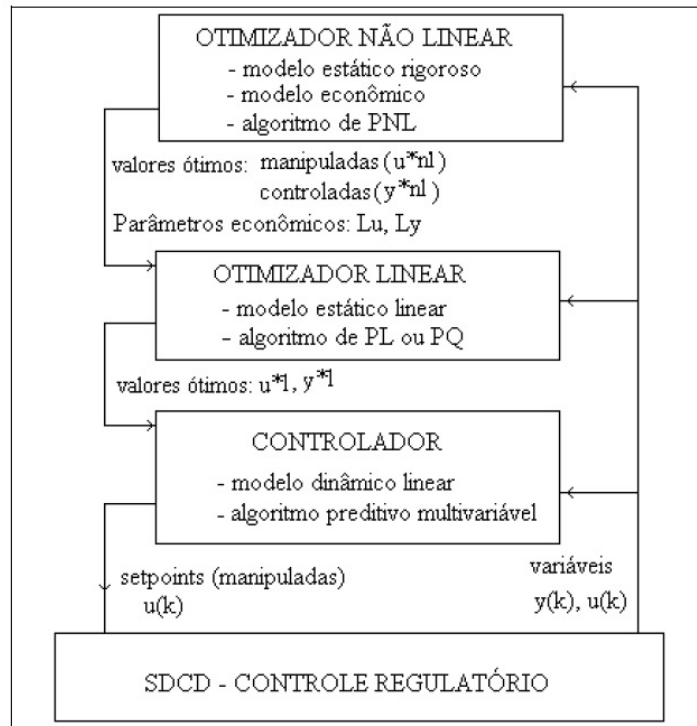 OTIMIZADOR NÃO LINEAR
- modelo estático rigoroso
- modelo econômico
- algoritmo de PNL
valores ótimos: manipuladas (u*nl)
controladas (y*nl)
Parâmetros econômicos: Lu, Ly
OTIMIZADOR LINEAR
- modelo estático linear
- algoritmo de PL ou PQ
valores ótimos: u*l, y*l
CONTROLADOR
- modelo dinâmico linear
- algoritmo preditivo multivariável
setpoints (manipuladas)
u(k)
variáveis
y(k), u(k)
SDCD - CONTROLE REGULATÓRIO